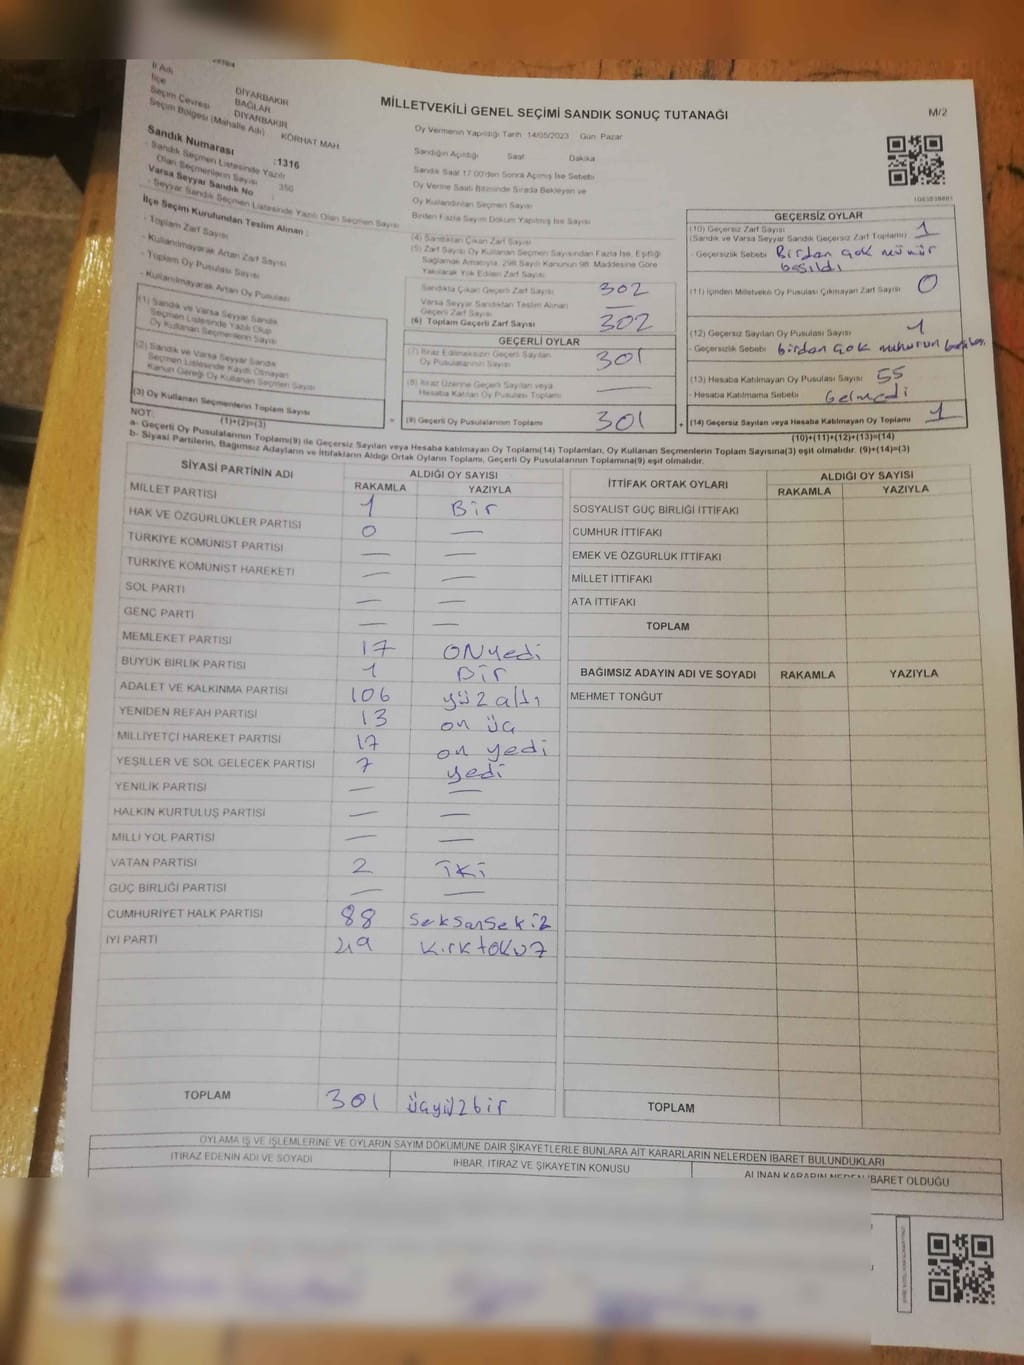 İl Adı DİYARBAKIR
İlçe BAĞLAR
Seçim Çevresi DİYARBAKIR
Seçim Bölgesi (Mahalle Adı) KÖRHAT MAH.
MİLLETVEKİLİ GENEL SEÇİMİ SANDIK SONUÇ TUTANAĞI
M/2
Sandık Numarası :1316
- Sandık Seçmen Listesinde Yazılı
Olan Seçmenlerin Sayısı 350
Varsa Seyyar Sandık No :
- Seyyar Sandık Seçmen Listesinde Yazılı Olan Seçmen Sayısı
İlçe Seçim Kurulundan Teslim Alınan :
- Toplam Zarf Sayısı
- Kullanılmayarak Artan Zarf Sayısı
- Toplam Oy Pusulası Sayısı
- Kullanılmayarak Artan Oy Pusulası
(1) Sandık ve Varsa Seyyar Sandık
Seçmen Listesinde Yazılı Olup
Oy Kullanan Seçmenlerin Sayısı
(2) Sandık ve Varsa Seyyar Sandık
Seçmen Listesinde Kayıtlı Olmayan
Kanun Gereği Oy Kullanan Seçmen Sayısı
(3) Oy Kullanan Seçmenlerin Toplam Sayısı
(1)+(2)=(3)
Oy Vermenin Yapıldığı Tarih 14/05/2023 Gün Pazar
Sandığın Açıldığı Saat Dakika
Sandık Saat 17:00'den Sonra Açılmış İse Sebebi
Oy Verme Saati Bitiminde Sırada Bekleyen ve
Oy Kullandırılan Seçmen Sayısı
Birden Fazla Sayım Döküm Yapılmış İse Sayısı
(4) Sandıktan Çıkan Zarf Sayısı
(5) Zarf Sayısı Oy Kullanan Seçmen Sayısından Fazla İse, Eşitliği
Sağlamak Amacıyla, 298 Sayılı Kanunun 98. Maddesine Göre
Yakılarak Yok Edilen Zarf Sayısı
Sandıkta Çıkan Geçerli Zarf Sayısı 302
Varsa Seyyar Sandıktan Teslim Alınan
Geçerli Zarf Sayısı —
(6) Toplam Geçerli Zarf Sayısı 302
GEÇERLİ OYLAR
(7) İtiraz Edilmeksizin Geçerli Sayılan
Oy Pusulalarının Sayısı 301
(8) İtiraz Üzerine Geçerli Sayılan veya
Hesaba Katılan Oy Pusulası Toplamı —
= (9) Geçerli Oy Pusulalarının Toplamı 301 +
GEÇERSİZ OYLAR
(10) Geçersiz Zarf Sayısı 1
(Sandık ve Varsa Seyyar Sandık Geçersiz Zarf Toplamı)
- Geçersizlik Sebebi Birdan çok mühür
basıldı
(11) İçinden Milletvekili Oy Pusulası Çıkmayan Zarf Sayısı 0
(12) Geçersiz Sayılan Oy Pusulası Sayısı 1
- Geçersizlik Sebebi birdan çok muhurun
(13) Hesaba Katılmayan Oy Pusulası Sayısı 55
- Hesaba Katılmama Sebebi Gelmedi
(14) Geçersiz Sayılan veya Hesaba Katılmayan Oy Toplamı 1
(10)+(11)+(12)+(13)=(14)
NOT:
a- Geçerli Oy Pusulalarının Toplamı(9) ile Geçersiz Sayılan veya Hesaba katılmayan Oy Toplamı(14) Toplamları, Oy Kullanan Seçmenlerin Toplam Sayısına(3) eşit olmalıdır. (9)+(14)=(3)
b- Siyasi Partilerin, Bağımsız Adayların ve İttifakların Aldığı Ortak Oyların Toplamı, Geçerli Oy Pusulalarının Toplamına(9) eşit olmalıdır.
SİYASİ PARTİNİN ADI ALDIĞI OY SAYISI
RAKAMLA YAZIYLA
MİLLET PARTİSİ 1 Bir
HAK VE ÖZGÜRLÜKLER PARTİSİ 0 —
TÜRKİYE KOMÜNİST PARTİSİ — —
TÜRKİYE KOMÜNİST HAREKETİ — —
SOL PARTİ — —
GENÇ PARTİ — —
MEMLEKET PARTİSİ 17 ONyedi
BÜYÜK BİRLİK PARTİSİ 1 Bir
ADALET VE KALKINMA PARTİSİ 106 yüz altı
YENİDEN REFAH PARTİSİ 13 on üç
MİLLİYETÇİ HAREKET PARTİSİ 17 on yedi
YEŞİLLER VE SOL GELECEK PARTİSİ 7 yedi
YENİLİK PARTİSİ — —
HALKIN KURTULUŞ PARTİSİ — —
MİLLİ YOL PARTİSİ — —
VATAN PARTİSİ 2 iki
GÜÇ BİRLİĞİ PARTİSİ — —
CUMHURİYET HALK PARTİSİ 88 seksansekiz
İYİ PARTİ 49 kırktokuz
TOPLAM 301 üçyüzbir
İTTİFAK ORTAK OYLARI ALDIĞI OY SAYISI
RAKAMLA YAZIYLA
SOSYALİST GÜÇ BİRLİĞİ İTTİFAKI
CUMHUR İTTİFAKI
EMEK VE ÖZGÜRLÜK İTTİFAKI
MİLLET İTTİFAKI
ATA İTTİFAKI
TOPLAM
BAĞIMSIZ ADAYIN ADI VE SOYADI RAKAMLA YAZIYLA
MEHMET TONĞUT
TOPLAM
OYLAMA İŞ VE İŞLEMLERİNE VE OYLARIN SAYIM DÖKÜMÜNE DAİR ŞİKAYETLERLE BUNLARA AİT KARARLARIN NELERDEN İBARET BULUNDUKLARI
İTİRAZ EDENİN ADI VE SOYADI İHBAR, İTİRAZ VE ŞİKAYETİN KONUSU ALINAN KARARIN NEDEN İBARET OLDUĞU